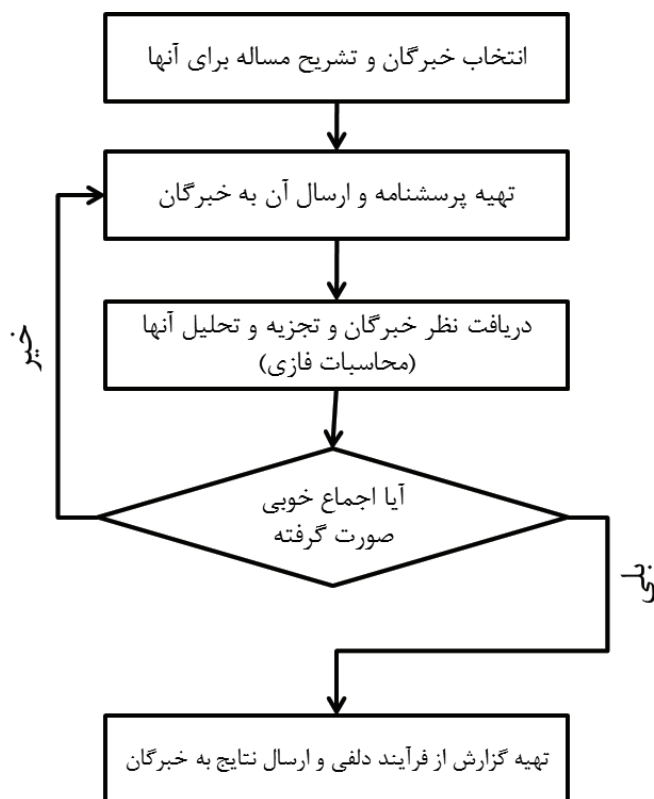 انتخاب خبرگان و تشریح مساله برای آنها
تهیه پرسشنامه و ارسال آن به خبرگان
دریافت نظر خبرگان و تجزیه و تحلیل آنها
(محاسبات فازی)
خیر
آیا اجماع خوبی
صورت گرفته
بلی
تهیه گزارش از فرآیند دلفی و ارسال نتایج به خبرگان